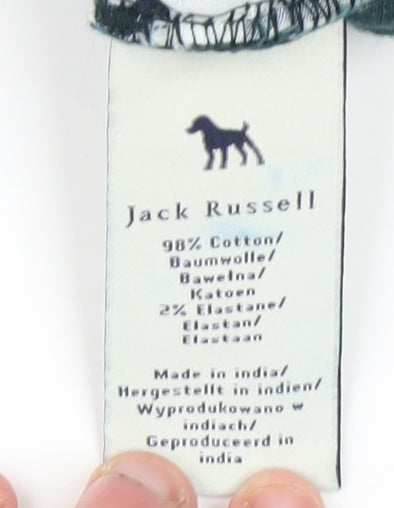 Jack Russell
98% Cotton/
Baumwolle/
Bawełna/
Katoen
2% Elastane/
Elastan/
Elastaan
Made in india/
Hergestellt in indien/
Wyprodukowano w
indiach/
Geproduceerd in
india